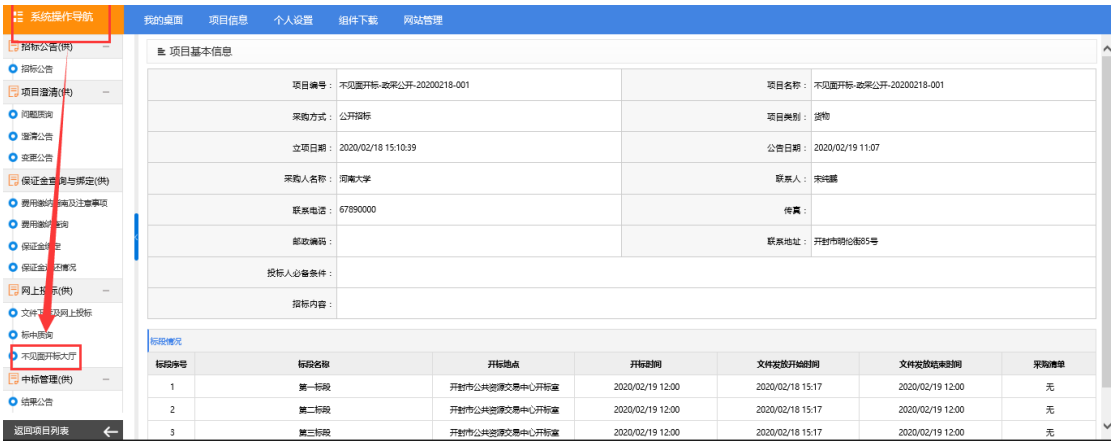 系统操作导航 我的桌面 项目信息 个人设置 组件下载 网站管理
招标公告(供)
招标公告
项目澄清(供)
问题质询
澄清公告
变更公告
保证金查询与绑定(供)
费用缴纳指南及注意事项
费用缴纳查询
保证金绑定
保证金退还情况
网上投标(供)
文件下载及网上投标
标中质询
不见面开标大厅
中标管理(供)
结果公告
返回项目列表
项目基本信息
项目编号： 不见面开标-政采公开-20200218-001 项目名称： 不见面开标-政采公开-20200218-001
采购方式： 公开招标 项目类别： 货物
立项日期： 2020/02/18 15:10:39 公告日期： 2020/02/19 11:07
采购人名称： 河南大学 联系人： 宋纯鹏
联系电话： 67890000 传真：
邮政编码： 联系地址： 开封市明伦街85号
投标人必备条件：
招标内容：
标段情况
标段序号 标段名称 开标地点 开标时间 文件发放开始时间 文件发放结束时间 采购清单
1 第一标段 开封市公共资源交易中心开标室 2020/02/19 12:00 2020/02/18 15:17 2020/02/19 12:00 无
2 第二标段 开封市公共资源交易中心开标室 2020/02/19 12:00 2020/02/18 15:17 2020/02/19 12:00 无
3 第三标段 开封市公共资源交易中心开标室 2020/02/19 12:00 2020/02/18 15:17 2020/02/19 12:00 无